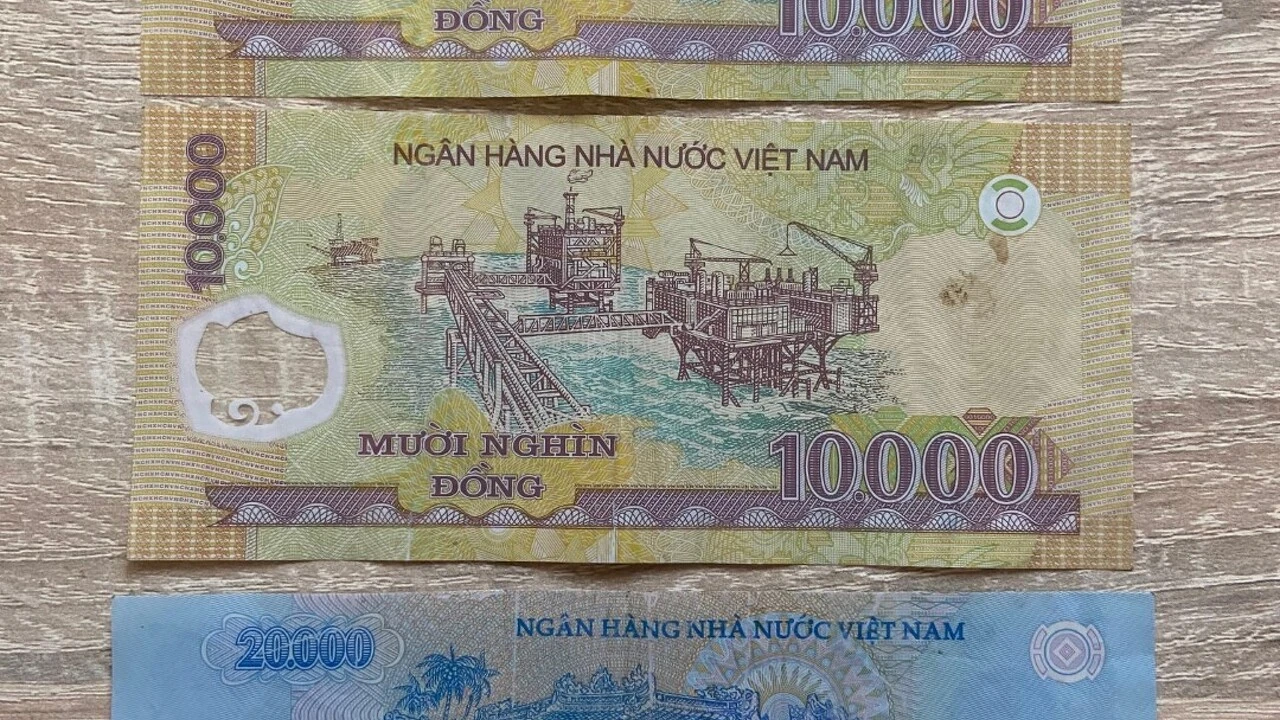 ĐỒNG
10.000
NGÂN HÀNG NHÀ NƯỚC VIỆT NAM
10.000
MƯỜI NGHÌN
ĐỒNG
10.000
NGÂN HÀNG NHÀ NƯỚC VIỆT NAM
20.000